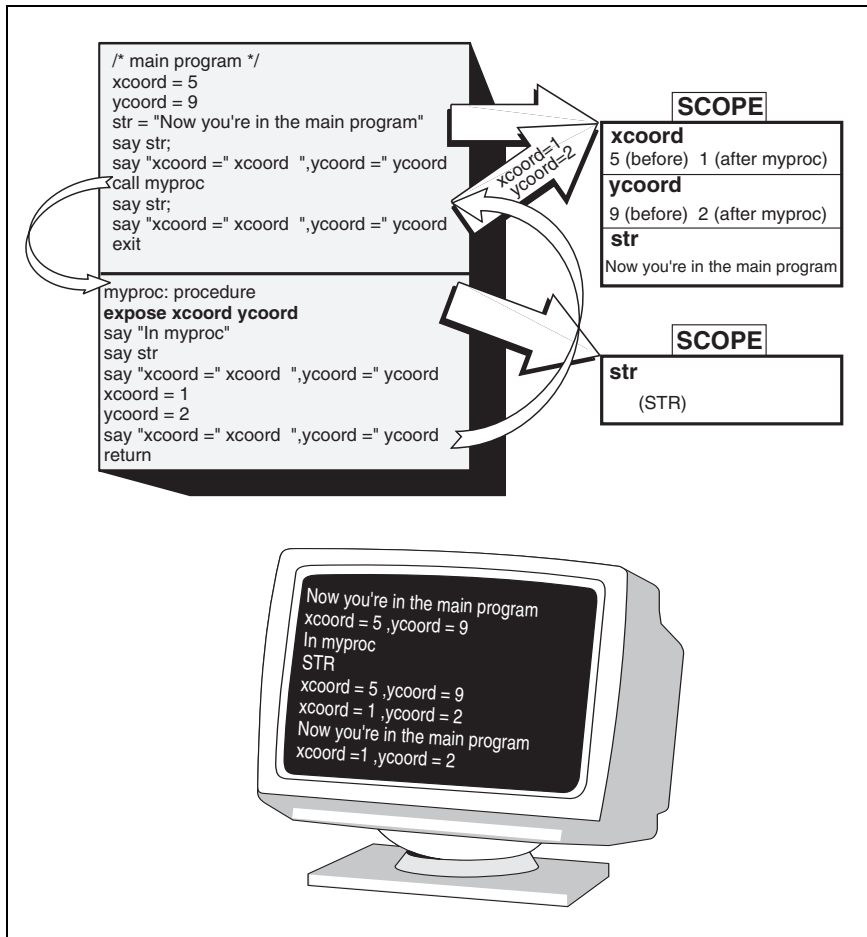 /* main program */
xcoord = 5
ycoord = 9
str = "Now you're in the main program"
say str;
say "xcoord =" xcoord  ",ycoord =" ycoord
call myproc
say str;
say "xcoord =" xcoord  ",ycoord =" ycoord
exit
myproc: procedure
expose xcoord ycoord
say "In myproc"
say str
say "xcoord =" xcoord  ",ycoord =" ycoord
xcoord = 1
ycoord = 2
say "xcoord =" xcoord  ",ycoord =" ycoord
return
xcoord=1
ycoord=2
SCOPE
xcoord
5 (before)  1 (after myproc)
ycoord
9 (before)  2 (after myproc)
str
Now you're in the main program
SCOPE
str
(STR)
Now you're in the main program
xcoord = 5 ,ycoord = 9
In myproc
STR
xcoord = 5 ,ycoord = 9
xcoord = 1 ,ycoord = 2
Now you're in the main program
xcoord =1 ,ycoord = 2